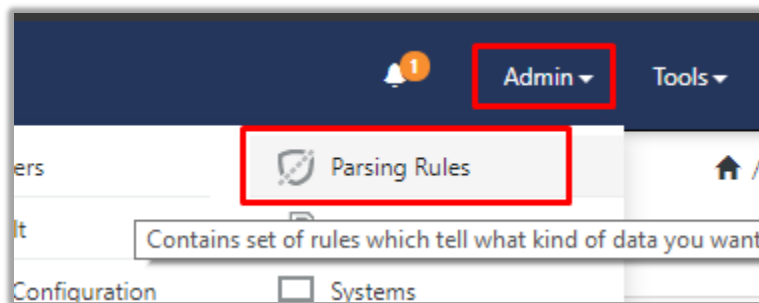 1
Admin Tools
ers Parsing Rules
lt
Contains set of rules which tell what kind of data you want
Configuration Systems